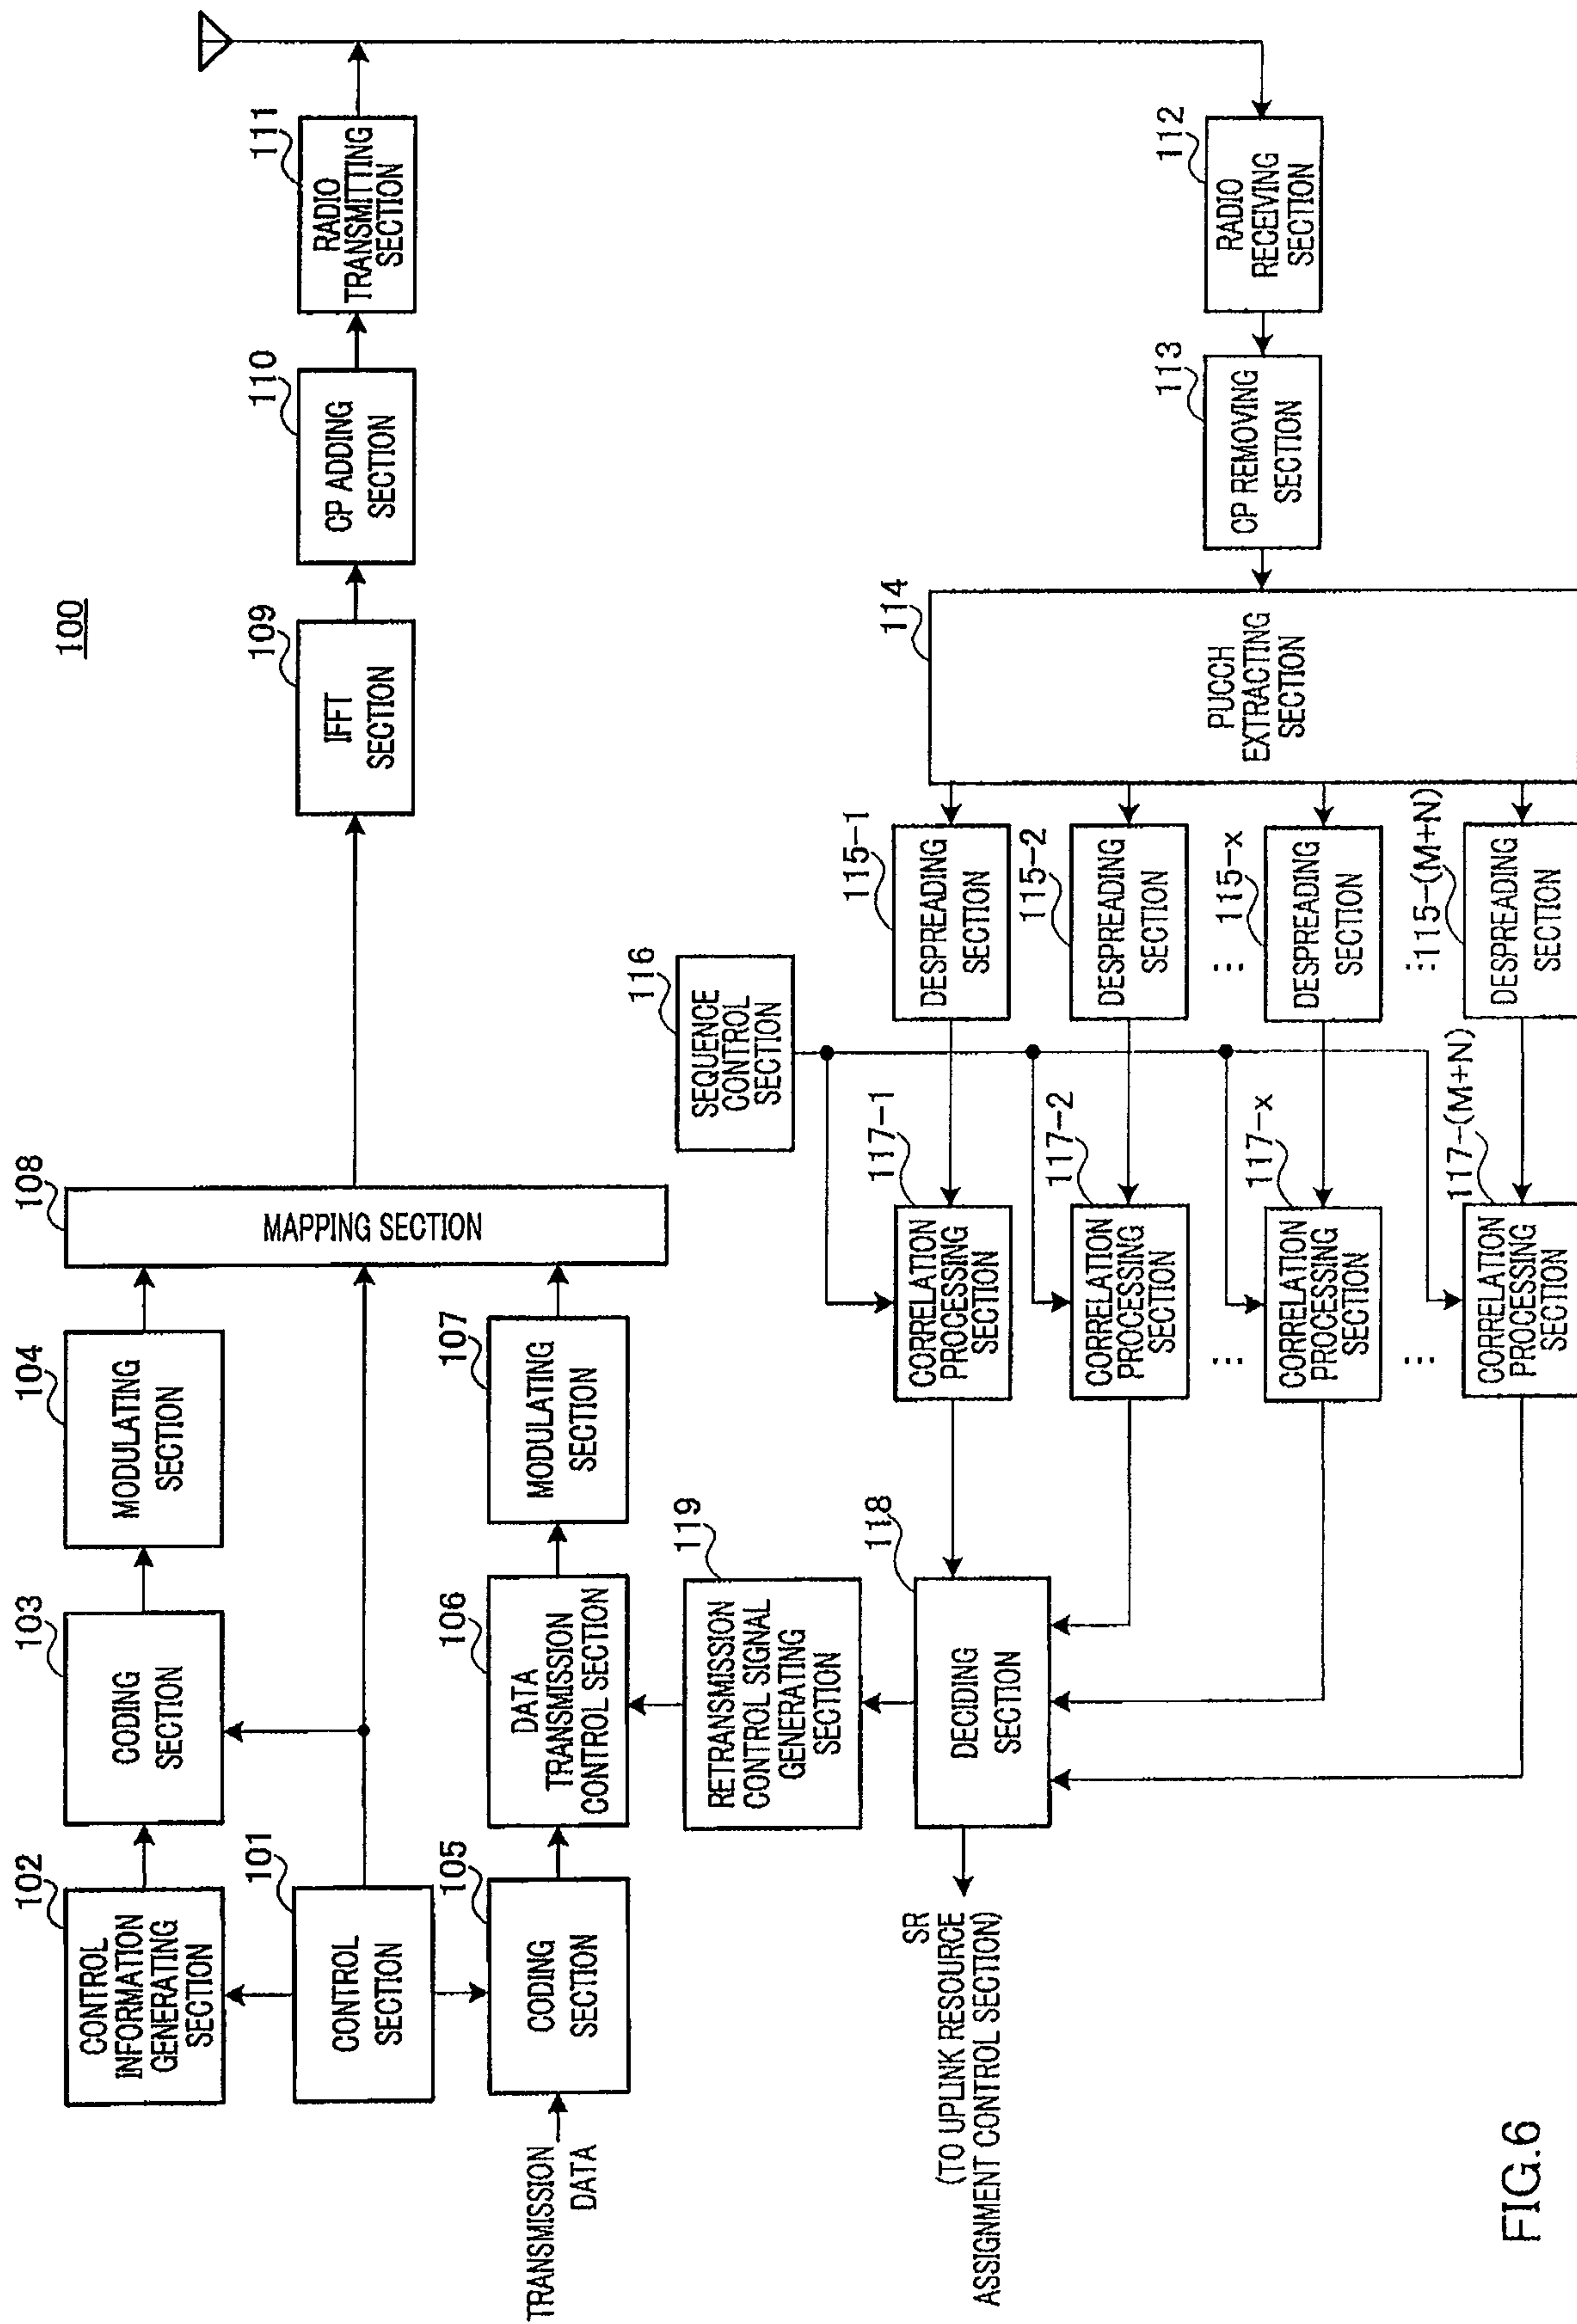 100
102
CONTROL
INFORMATION
GENERATING
SECTION
103
CODING
SECTION
104
MODULATING
SECTION
108
MAPPING SECTION
109
IFFT
SECTION
110
CP ADDING
SECTION
111
RADIO
TRANSMITTING
SECTION
101
CONTROL
SECTION
TRANSMISSION
DATA
105
CODING
SECTION
106
DATA
TRANSMISSION
CONTROL SECTION
107
MODULATING
SECTION
119
RETRANSMISSION
CONTROL SIGNAL
GENERATING
SECTION
116
SEQUENCE
CONTROL
SECTION
SR
(TO UPLINK RESOURCE
ASSIGNMENT CONTROL SECTION)
118
DECIDING
SECTION
117-1
CORRELATION
PROCESSING
SECTION
115-1
DESPREADING
SECTION
114
PUCCH
EXTRACTING
SECTION
113
CP REMOVING
SECTION
112
RADIO
RECEIVING
SECTION
117-2
CORRELATION
PROCESSING
SECTION
115-2
DESPREADING
SECTION
...
117-x
CORRELATION
PROCESSING
SECTION
...
115-x
DESPREADING
SECTION
...
117-(M+N)
CORRELATION
PROCESSING
SECTION
...
115-(M+N)
DESPREADING
SECTION
FIG.6